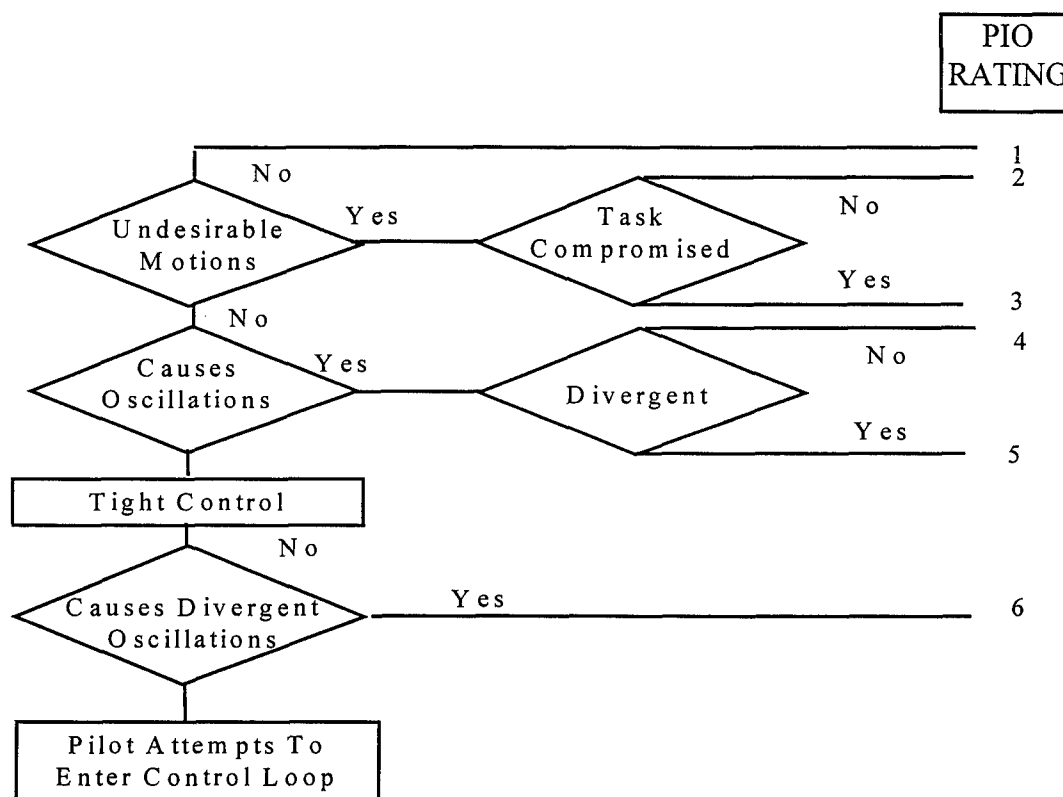 PIO
RATING
1
No
2
Undesirable
Motions
Yes
Task
Compromised
No
Yes
3
No
Causes
Oscillations
Yes
Divergent
4
No
Yes
5
Tight Control
No
Causes Divergent
Oscillations
Yes
6
Pilot Attempts To
Enter Control Loop